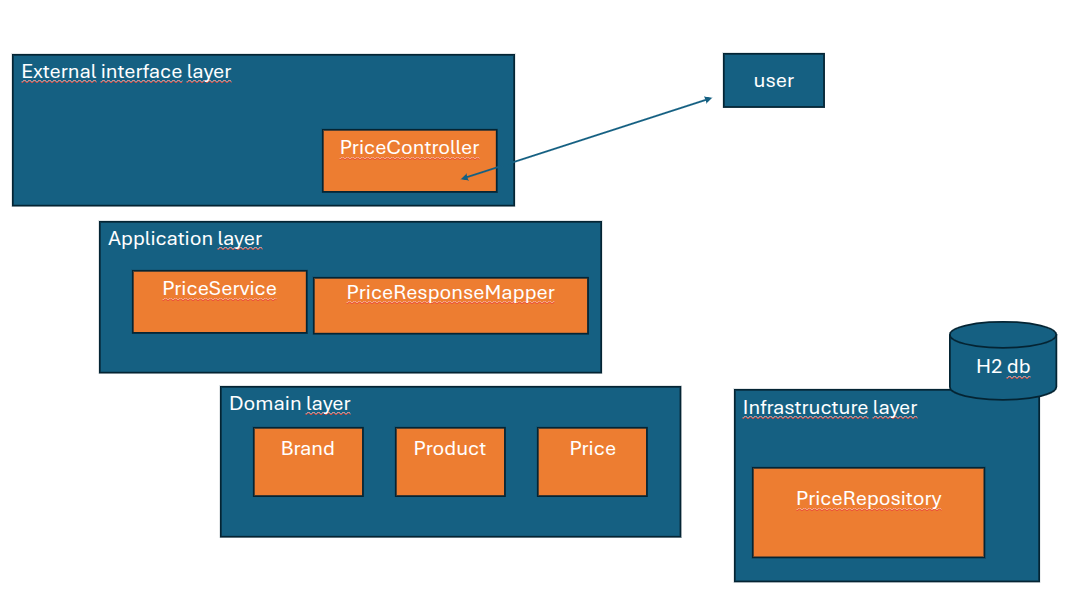 External interface layer
user
PriceController
Application layer
PriceService
PriceResponseMapper
H2 db
Domain layer
Infrastructure layer
Brand
Product
Price
PriceRepository